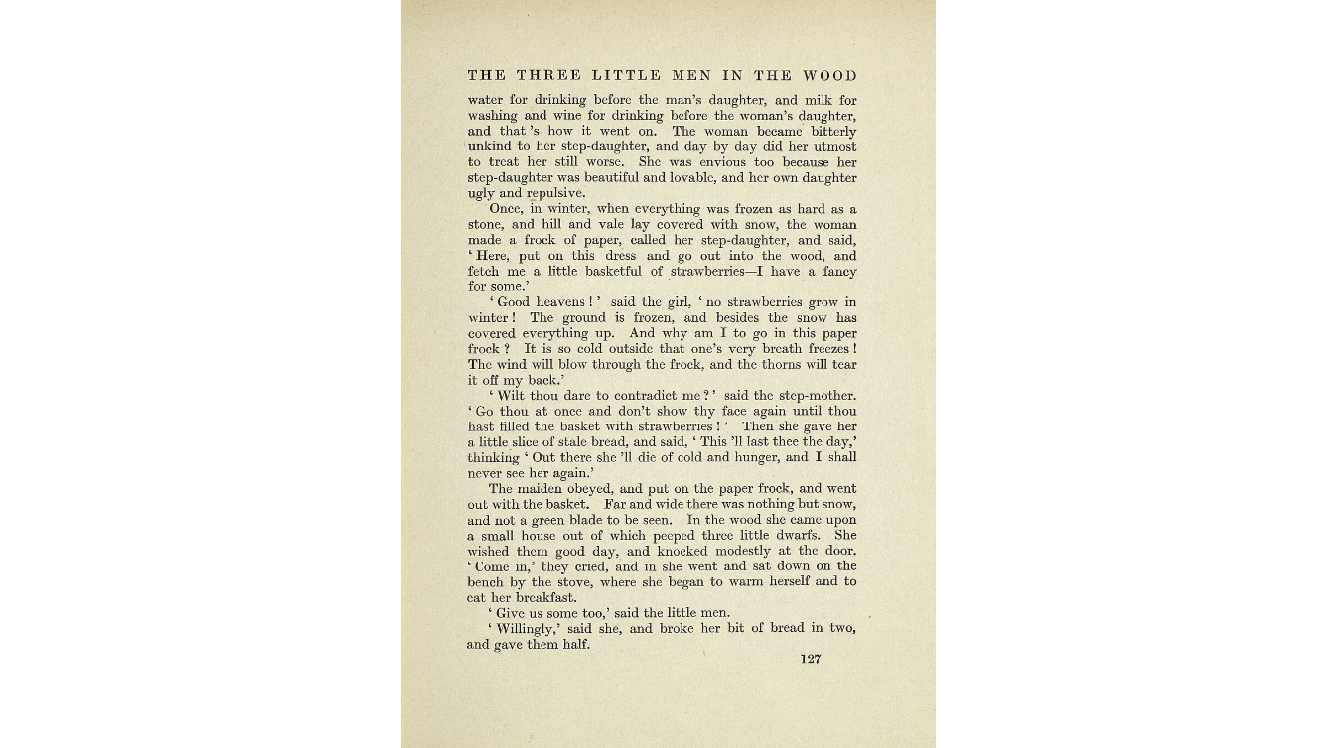 THE THREE LITTLE MEN IN THE WOOD
water for drinking before the man's daughter, and milk for
washing and wine for drinking before the woman's daughter,
and that 's how it went on. The woman became bitterly
unkind to her step-daughter, and day by day did her utmost
to treat her still worse. She was envious too because her
step-daughter was beautiful and lovable, and her own daughter
ugly and repulsive.
Once, in winter, when everything was frozen as hard as a
stone, and hill and vale lay covered with snow, the woman
made a frock of paper, called her step-daughter, and said,
' Here, put on this dress and go out into the wood, and
fetch me a little basketful of strawberries—I have a fancy
for some.'
' Good heavens ! ' said the girl, ' no strawberries grow in
winter ! The ground is frozen, and besides the snow has
covered everything up. And why am I to go in this paper
frock ? It is so cold outside that one's very breath freezes !
The wind will blow through the frock, and the thorns will tear
it off my back.'
' Wilt thou dare to contradict me ? ' said the step-mother.
' Go thou at once and don't show thy face again until thou
hast filled the basket with strawberries ! ' Then she gave her
a little slice of stale bread, and said, ' This 'll last thee the day,'
thinking ' Out there she 'll die of cold and hunger, and I shall
never see her again.'
The maiden obeyed, and put on the paper frock, and went
out with the basket. Far and wide there was nothing but snow,
and not a green blade to be seen. In the wood she came upon
a small house out of which peeped three little dwarfs. She
wished them good day, and knocked modestly at the door.
' Come in,' they cried, and in she went and sat down on the
bench by the stove, where she began to warm herself and to
eat her breakfast.
' Give us some too,' said the little men.
' Willingly,' said she, and broke her bit of bread in two,
and gave them half.
127